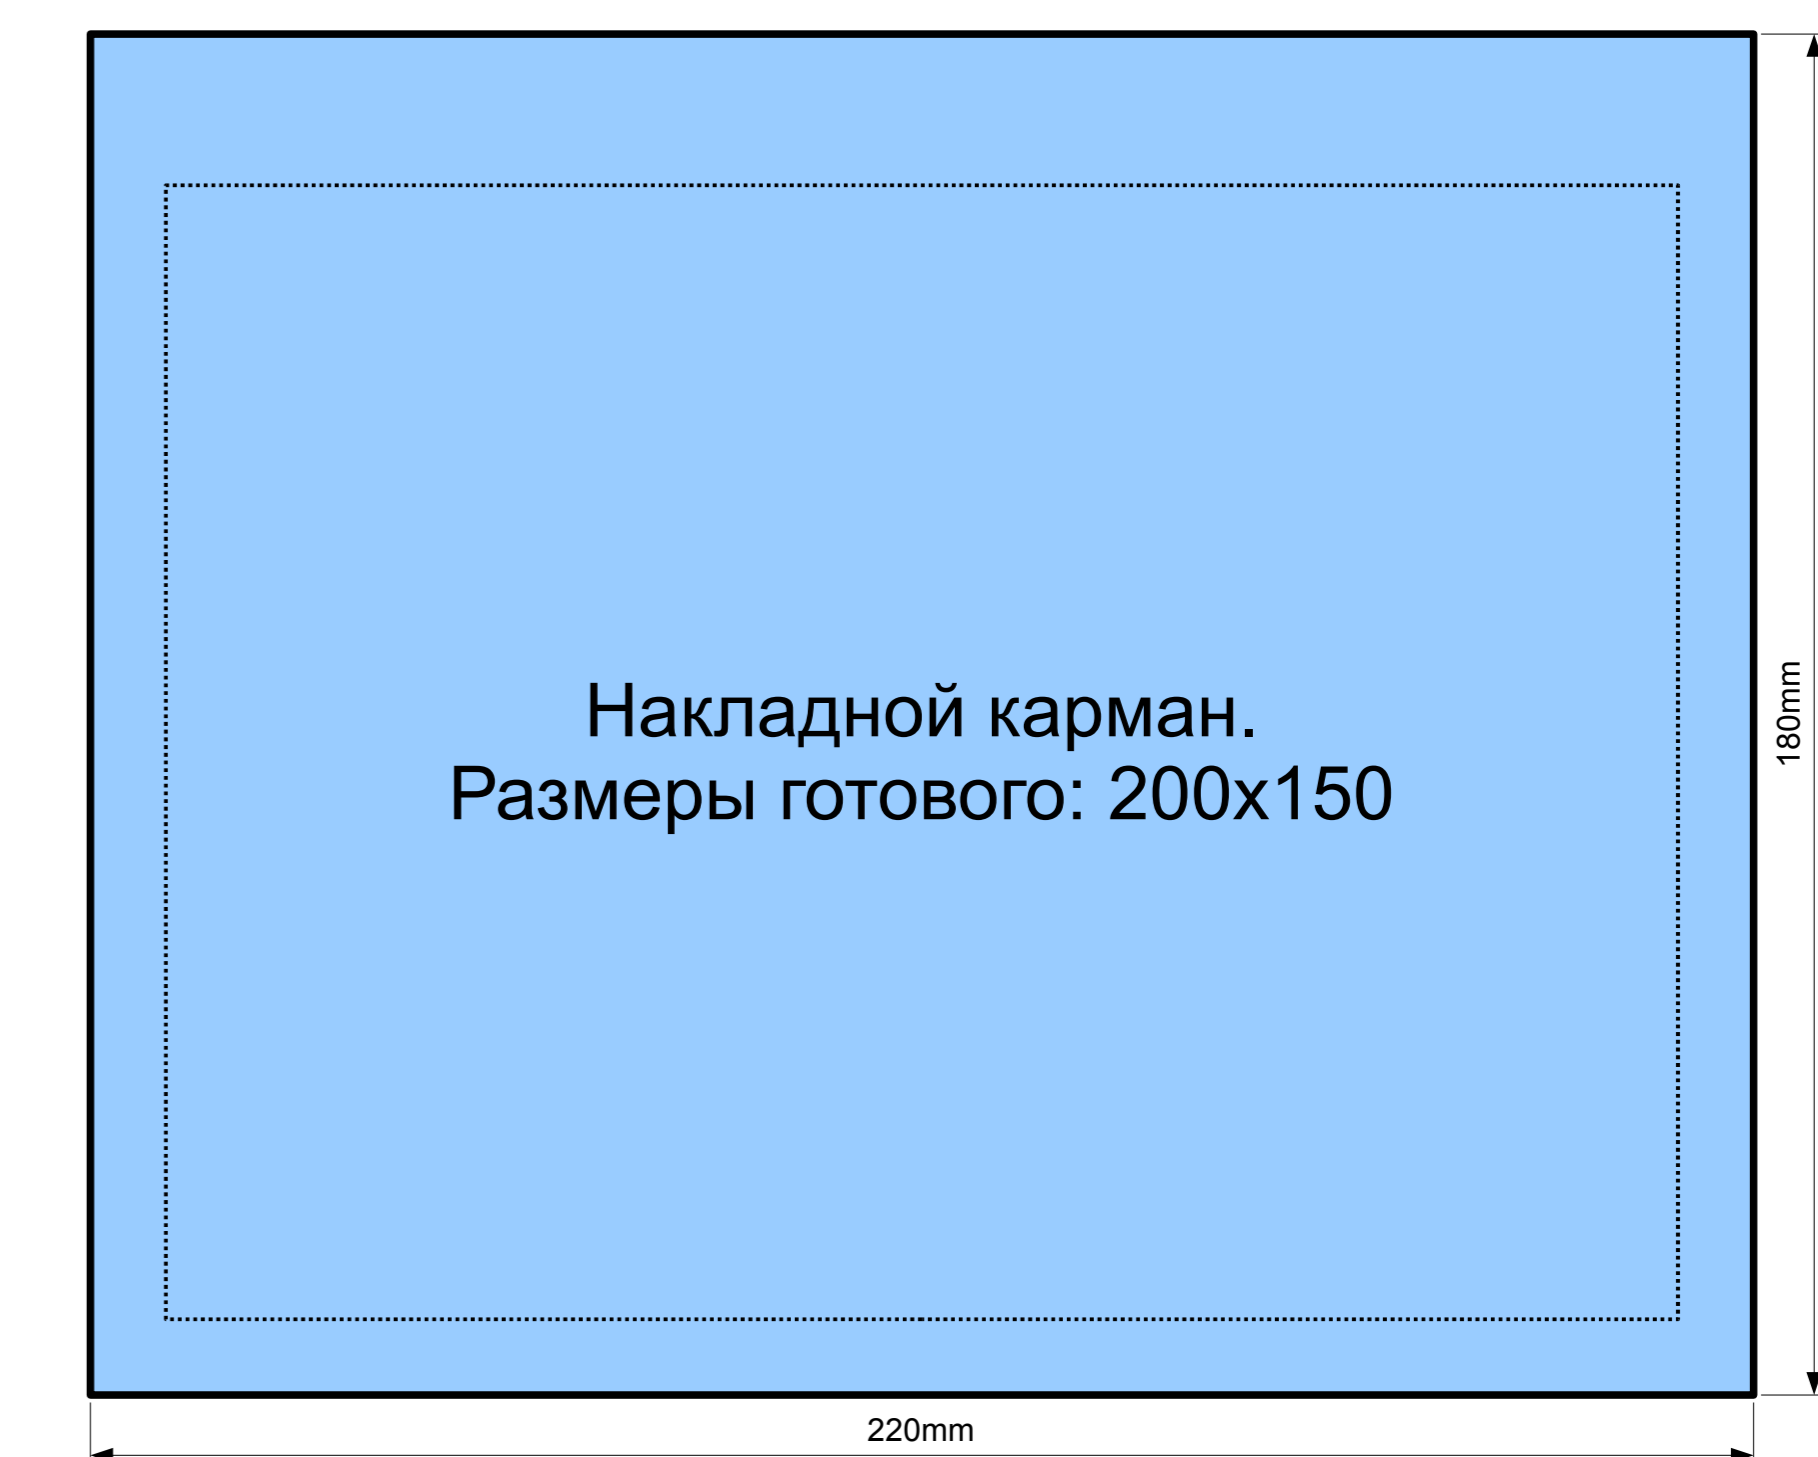 Накладной карман.
Размеры готового: 200x150
180mm
220mm